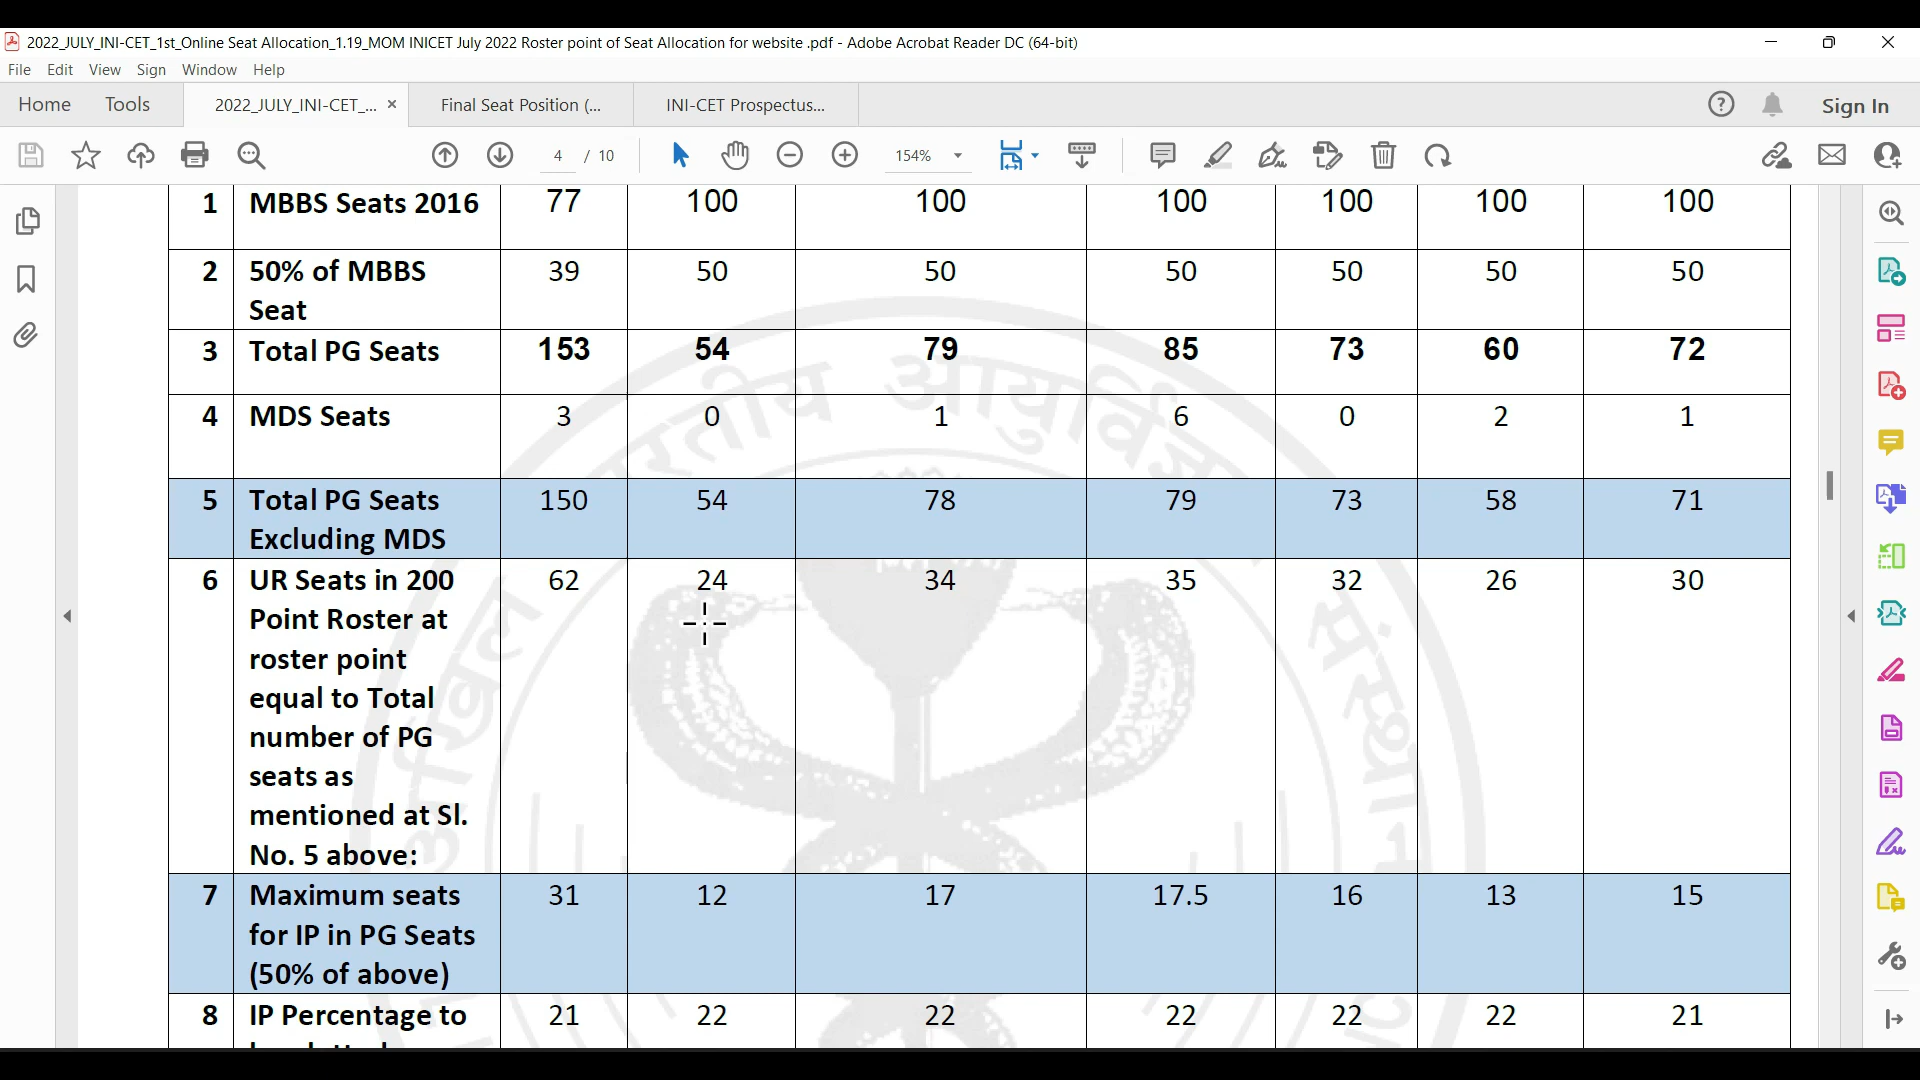 2022_JULY_INI-CET_1st_Online Seat Allocation_1.19_MOM INICET July 2022 Roster point of Seat Allocation for website .pdf - Adobe Acrobat Reader DC (64-bit)
File Edit View Sign Window Help
Home Tools 2022_JULY_INI-CET_... × Final Seat Position (... INI-CET Prospectus... Sign In
4 / 10 154%
1 MBBS Seats 2016 77 100 100 100 100 100 100
2 50% of MBBS 39 50 50 50 50 50 50
Seat
3 Total PG Seats 153 54 79 85 73 60 72
4 MDS Seats 3 0 1 6 0 2 1
5 Total PG Seats 150 54 78 79 73 58 71
Excluding MDS
6 UR Seats in 200 62 24 34 35 32 26 30
Point Roster at
roster point
equal to Total
number of PG
seats as
mentioned at Sl.
No. 5 above:
7 Maximum seats 31 12 17 17.5 16 13 15
for IP in PG Seats
(50% of above)
8 IP Percentage to 21 22 22 22 22 22 21